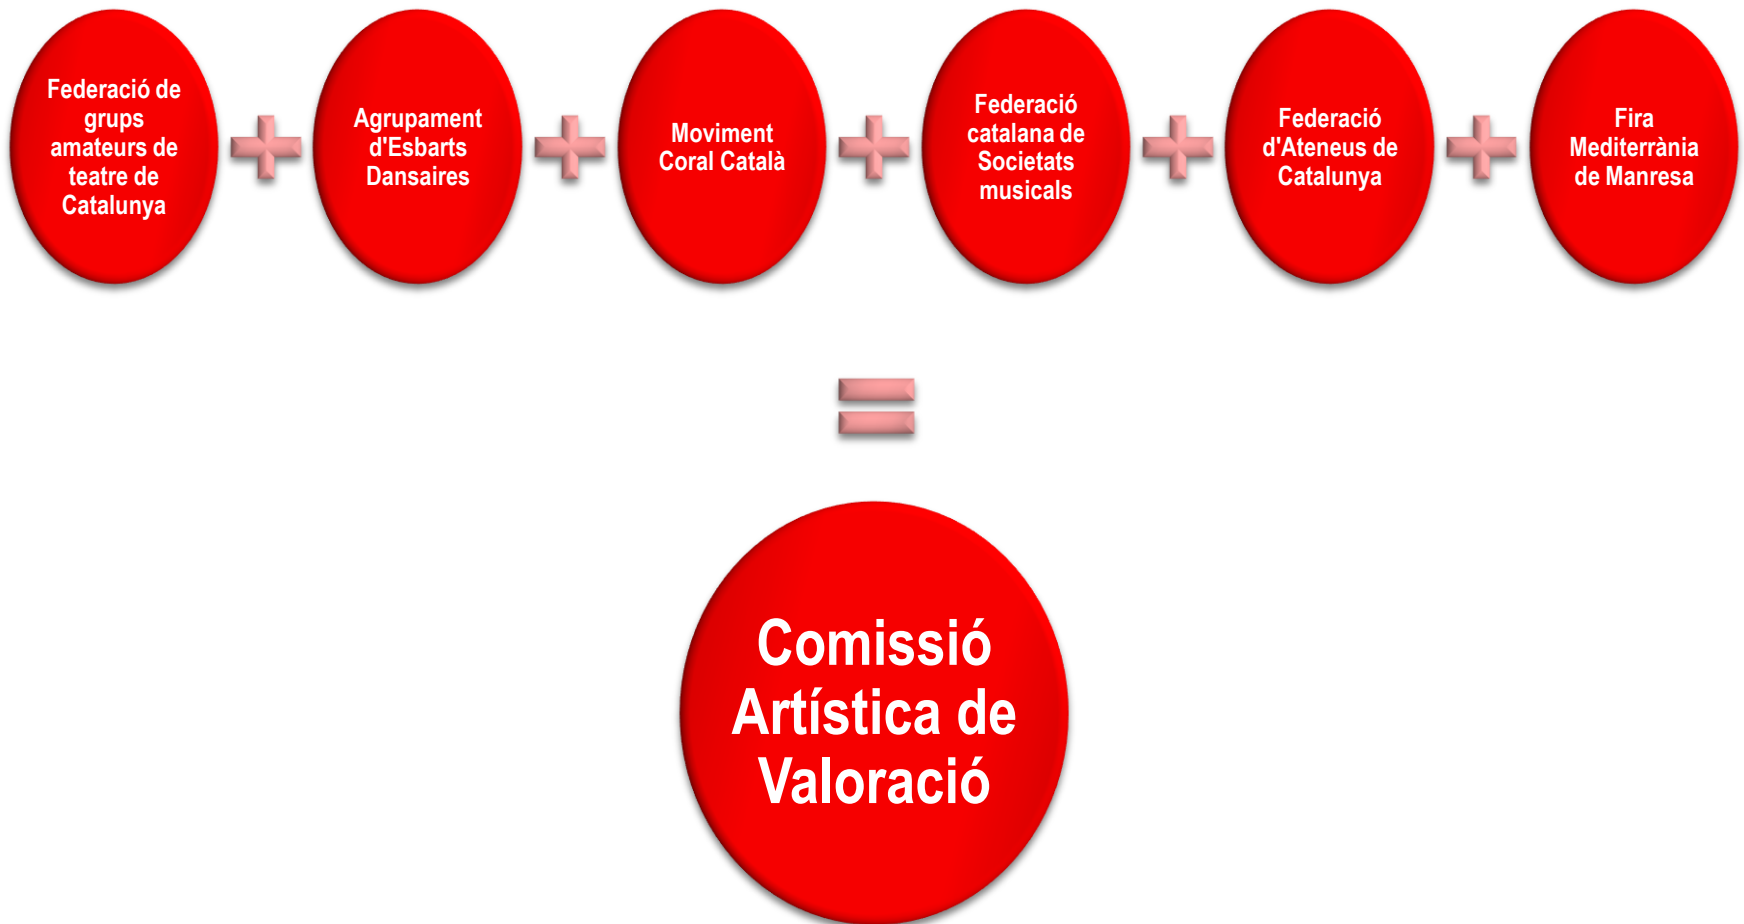 Federació de
grups
amateurs de
teatre de
Catalunya
Agrupament
d'Esbarts
Dansaires
Moviment
Coral Català
Federació
catalana de
Societats
musicals
Federació
d'Ateneus de
Catalunya
Fira
Mediterrània
de Manresa
Comissió
Artística de
Valoració